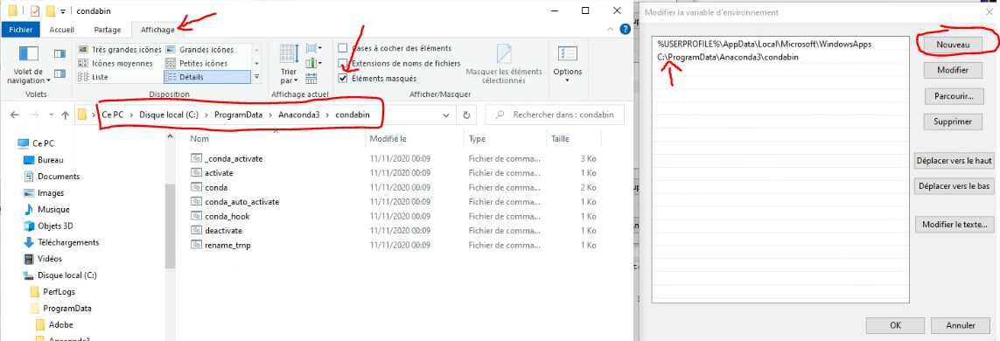 condabin
Fichier Accueil Partage Affichage
Volet de navigation
Très grandes icônes Grandes icônes
Icônes moyennes Petites icônes
Liste Détails
Trier par
Cases à cocher des éléments
Extensions de noms de fichiers
Éléments masqués
Masquer les éléments sélectionnés
Options
Volets Disposition Affichage actuel Afficher/Masquer
Ce PC > Disque local (C:) > ProgramData > Anaconda3 > condabin
Rechercher dans : condabin
Ce PC
Bureau
Documents
Images
Musique
Objets 3D
Téléchargements
Vidéos
Disque local (C:)
PerfLogs
ProgramData
Adobe
Anaconda3
Nom Modifié le Type Taille
_conda_activate 11/11/2020 00:09 Fichier de comma... 3 Ko
activate 11/11/2020 00:09 Fichier de comma... 1 Ko
conda 11/11/2020 00:09 Fichier de comma... 2 Ko
conda_auto_activate 11/11/2020 00:09 Fichier de comma... 1 Ko
conda_hook 11/11/2020 00:09 Fichier de comma... 1 Ko
deactivate 11/11/2020 00:09 Fichier de comma... 1 Ko
rename_tmp 11/11/2020 00:09 Fichier de comma... 1 Ko
Modifier la variable d'environnement
%USERPROFILE%\AppData\Local\Microsoft\WindowsApps
C:\ProgramData\Anaconda3\condabin
Nouveau
Modifier
Parcourir...
Supprimer
Déplacer vers le haut
Déplacer vers le bas
Modifier le texte...
OK Annuler